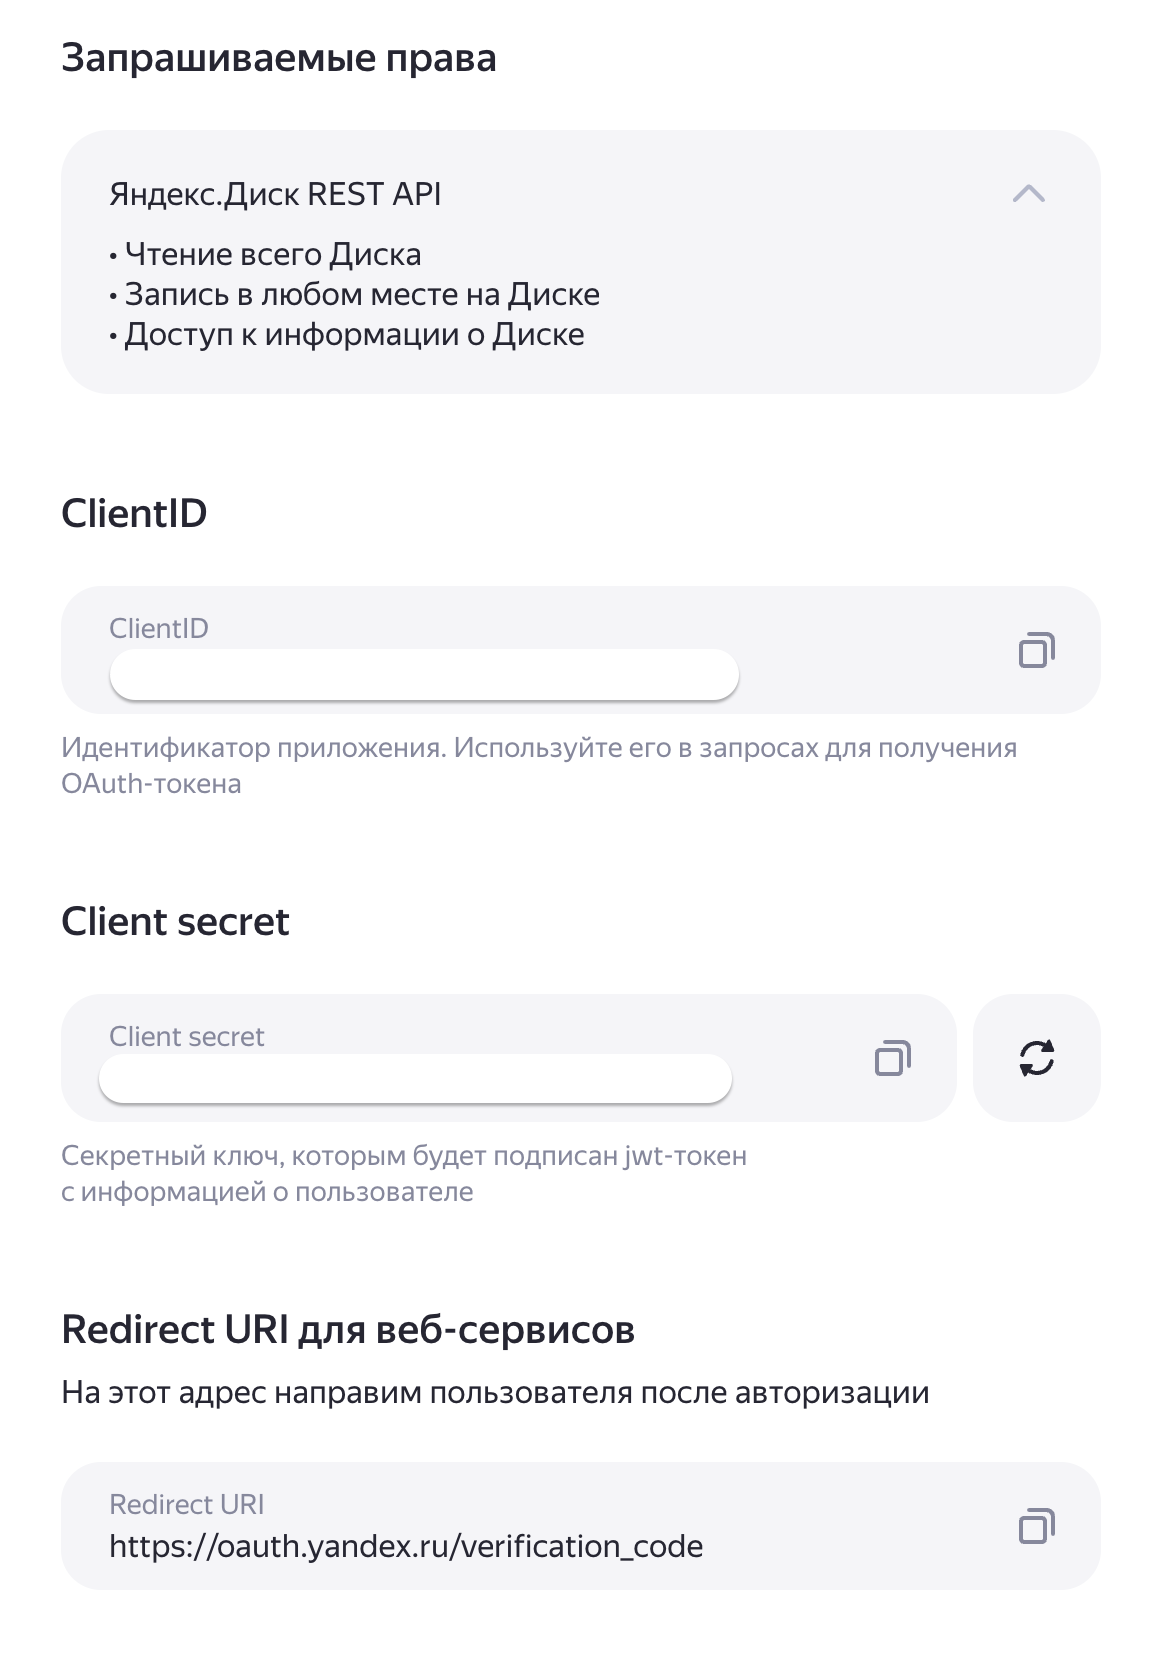 Запрашиваемые права
Яндекс.Диск REST API
• Чтение всего Диска
• Запись в любом месте на Диске
• Доступ к информации о Диске
ClientID
ClientID
Идентификатор приложения. Используйте его в запросах для получения
OAuth-токена
Client secret
Client secret
Секретный ключ, которым будет подписан jwt-токен
с информацией о пользователе
Redirect URI для веб-сервисов
На этот адрес направим пользователя после авторизации
Redirect URI
https://oauth.yandex.ru/verification_code